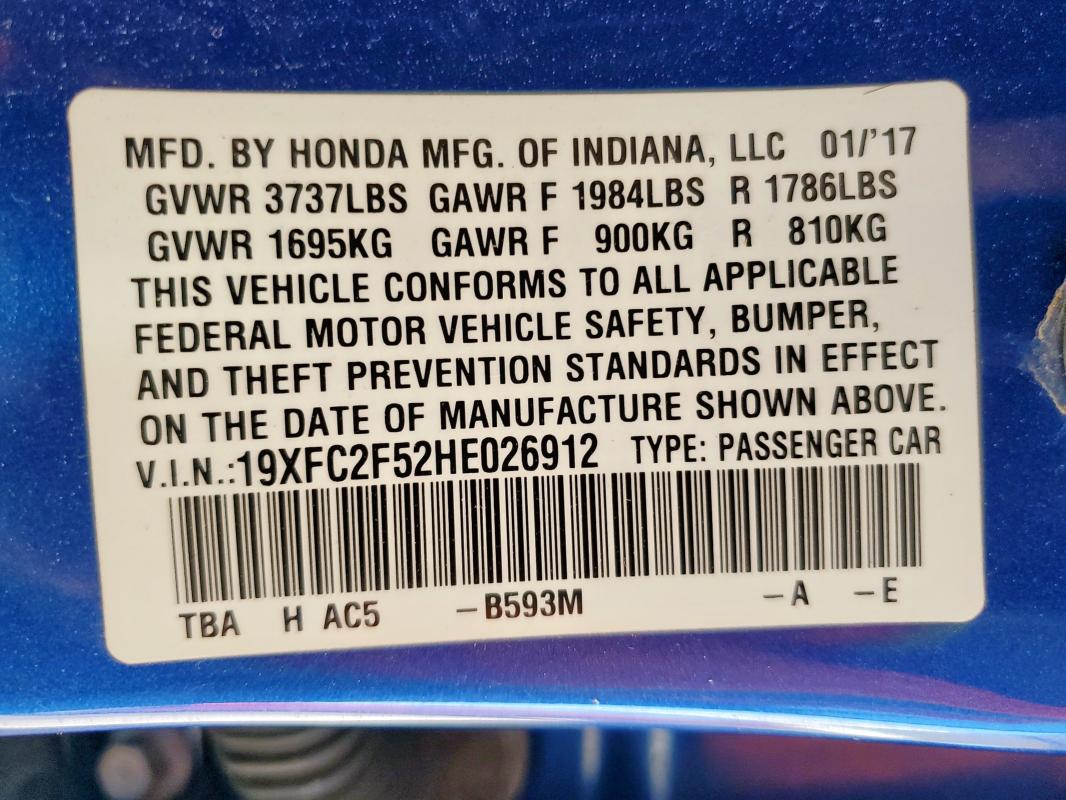 MFD. BY HONDA MFG. OF INDIANA, LLC 01/'17
GVWR 3737LBS GAWR F 1984LBS R 1786LBS
GVWR 1695KG GAWR F 900KG R 810KG
THIS VEHICLE CONFORMS TO ALL APPLICABLE
FEDERAL MOTOR VEHICLE SAFETY, BUMPER,
AND THEFT PREVENTION STANDARDS IN EFFECT
ON THE DATE OF MANUFACTURE SHOWN ABOVE.
V.I.N.:19XFC2F52HE026912 TYPE: PASSENGER CAR
TBA H AC5 –B593M –A –E